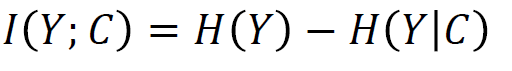 I(Y; C) = H(Y) − H(Y|C)